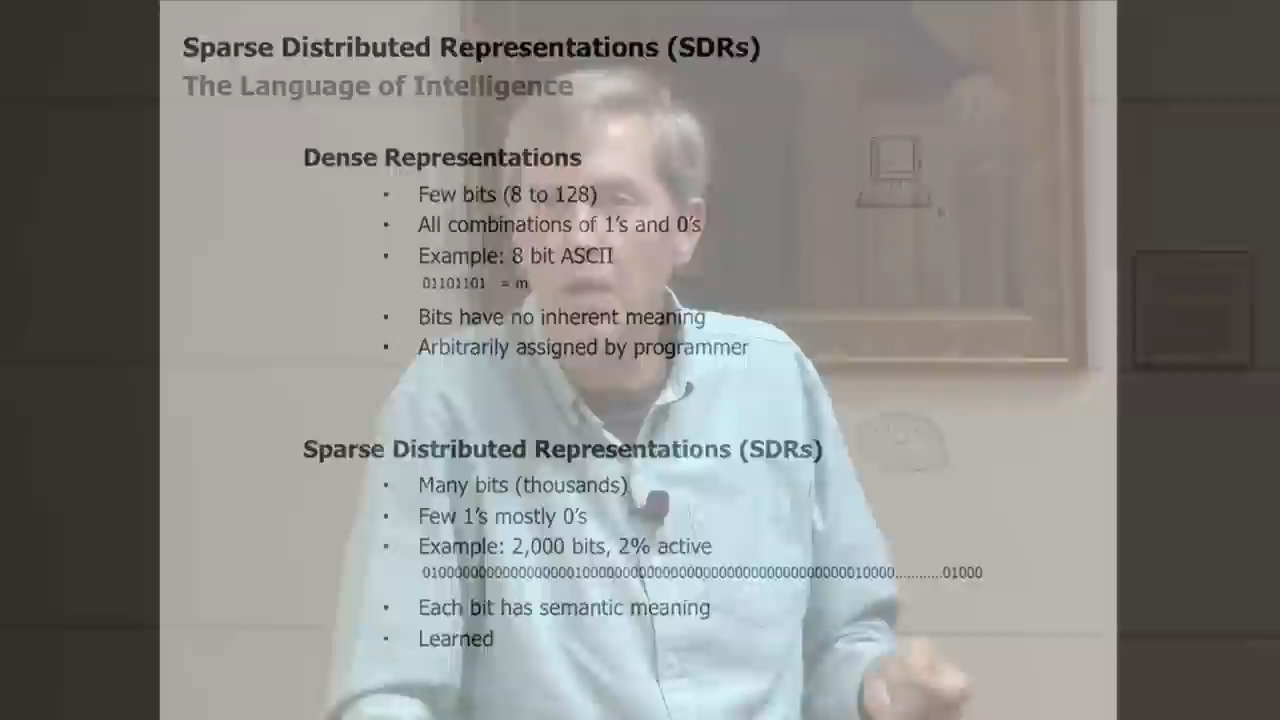 Sparse Distributed Representations (SDRs)
The Language of Intelligence
Dense Representations
• Few bits (8 to 128)
• All combinations of 1's and 0's
• Example: 8 bit ASCII
01101101 = m
• Bits have no inherent meaning
• Arbitrarily assigned by programmer
Sparse Distributed Representations (SDRs)
• Many bits (thousands)
• Few 1's mostly 0's
• Example: 2,000 bits, 2% active
• Each bit has semantic meaning
• Learned